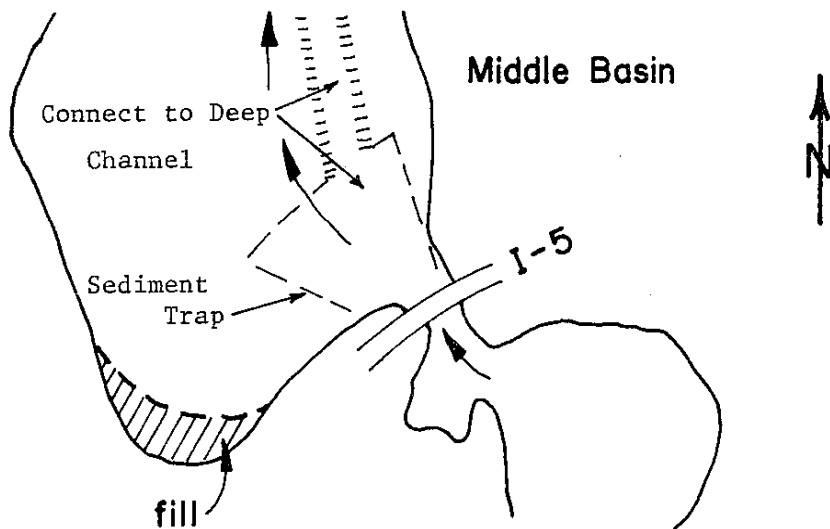 Middle Basin
Connect to Deep
Channel
N
I-5
Sediment
Trap
fill